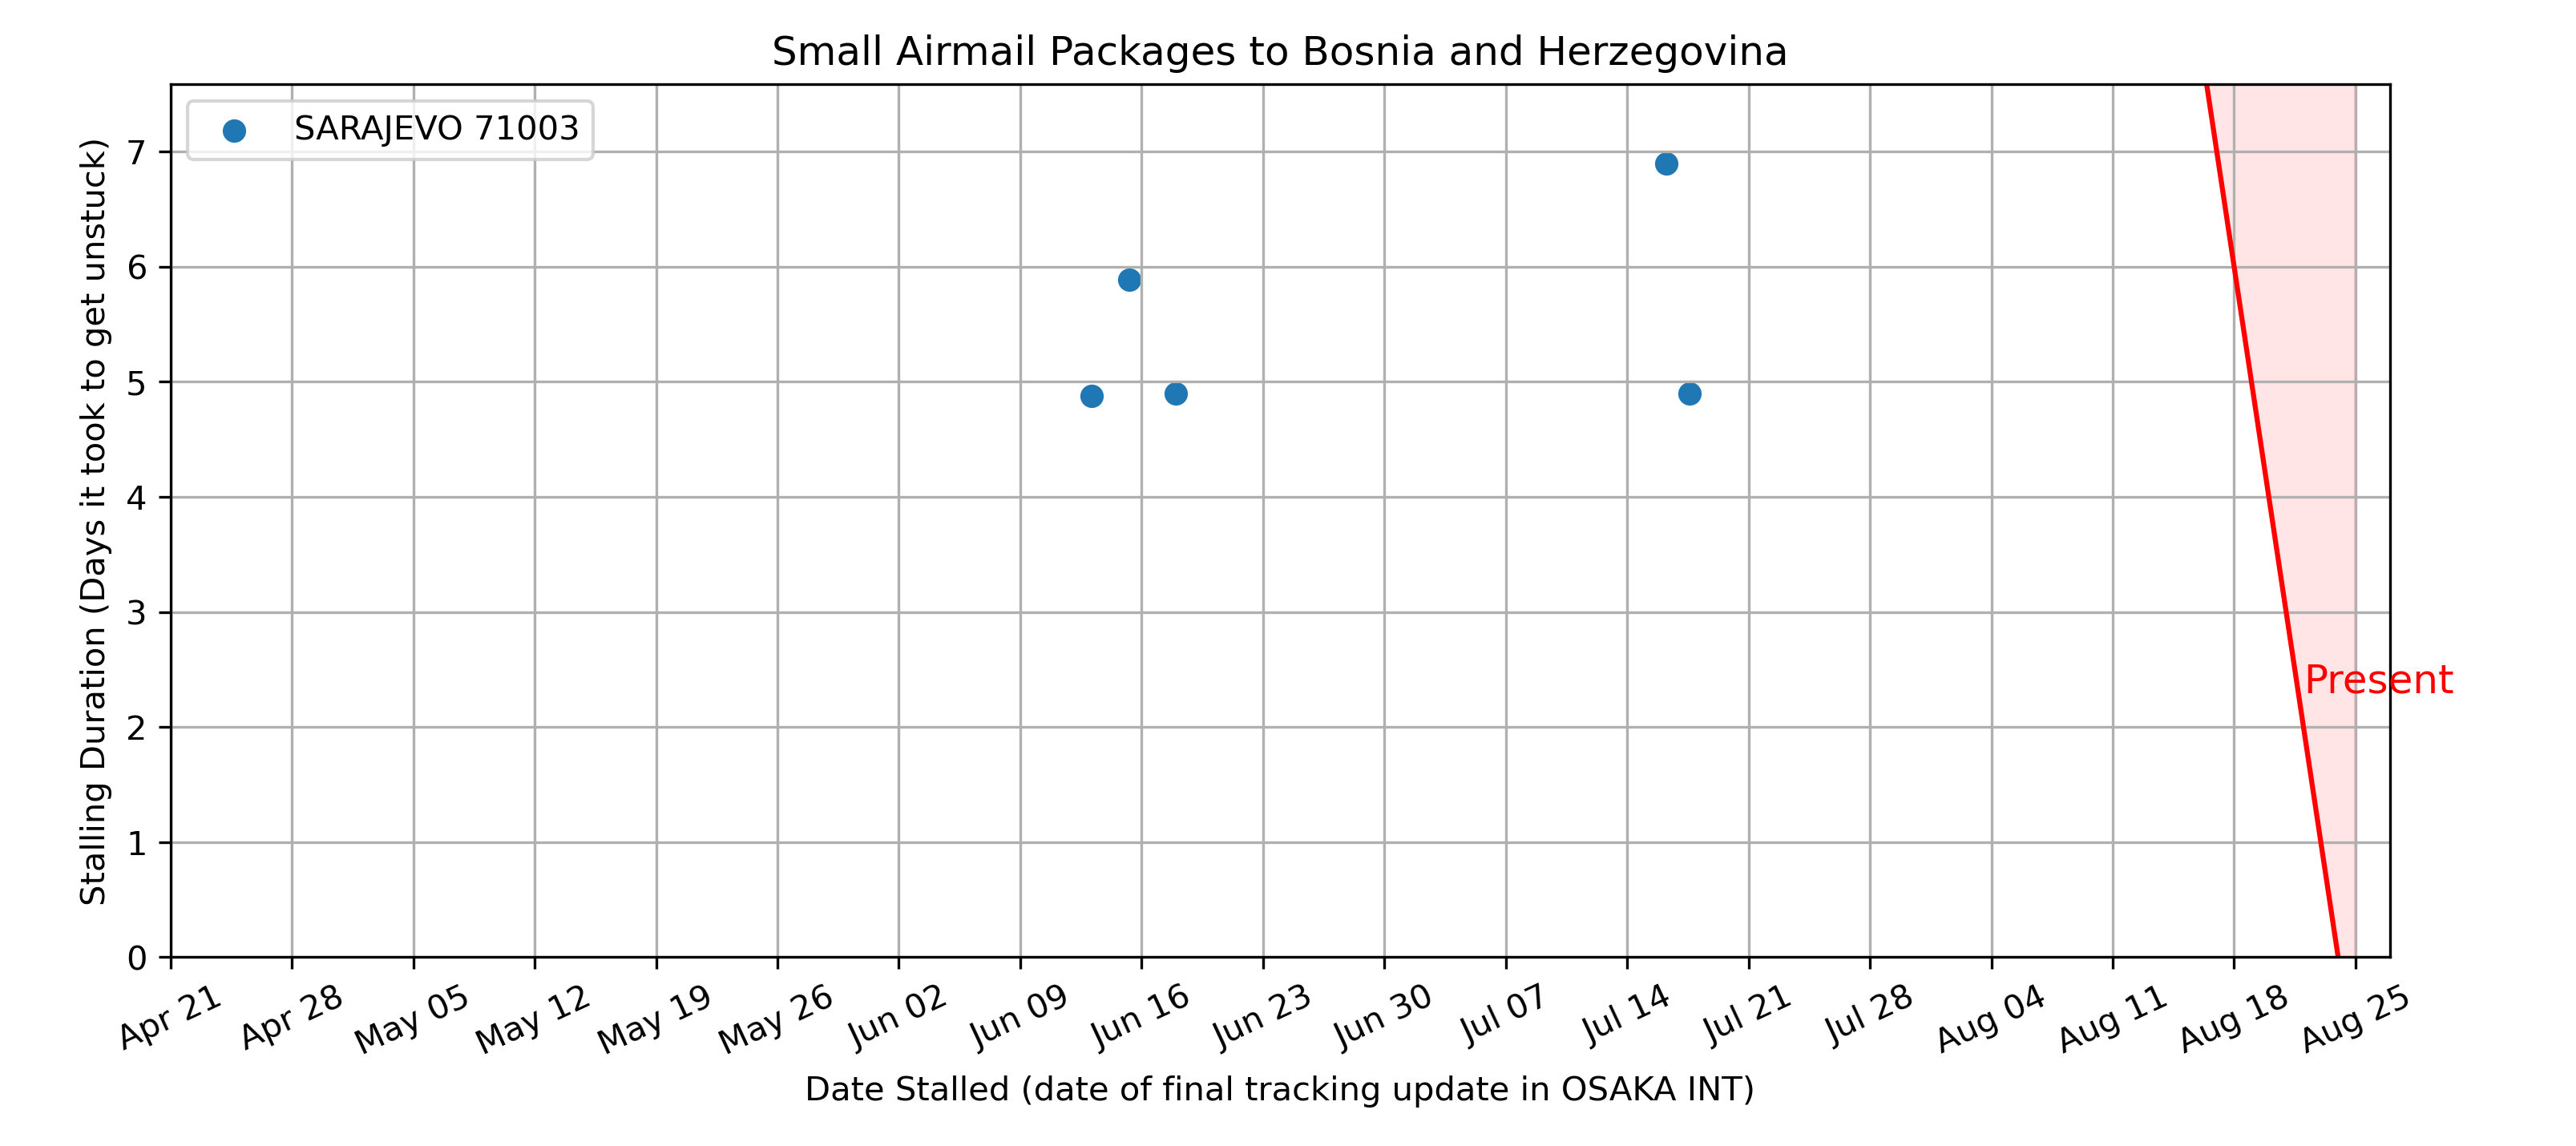 Small Airmail Packages to Bosnia and Herzegovina
SARAJEVO 71003
Stalling Duration (Days it took to get unstuck)
7
6
5
4
3
2
1
0
Present
Apr 21
Apr 28
May 05
May 12
May 19
May 26
Jun 02
Jun 09
Jun 16
Jun 23
Jun 30
Jul 07
Jul 14
Jul 21
Jul 28
Aug 04
Aug 11
Aug 18
Aug 25
Date Stalled (date of final tracking update in OSAKA INT)